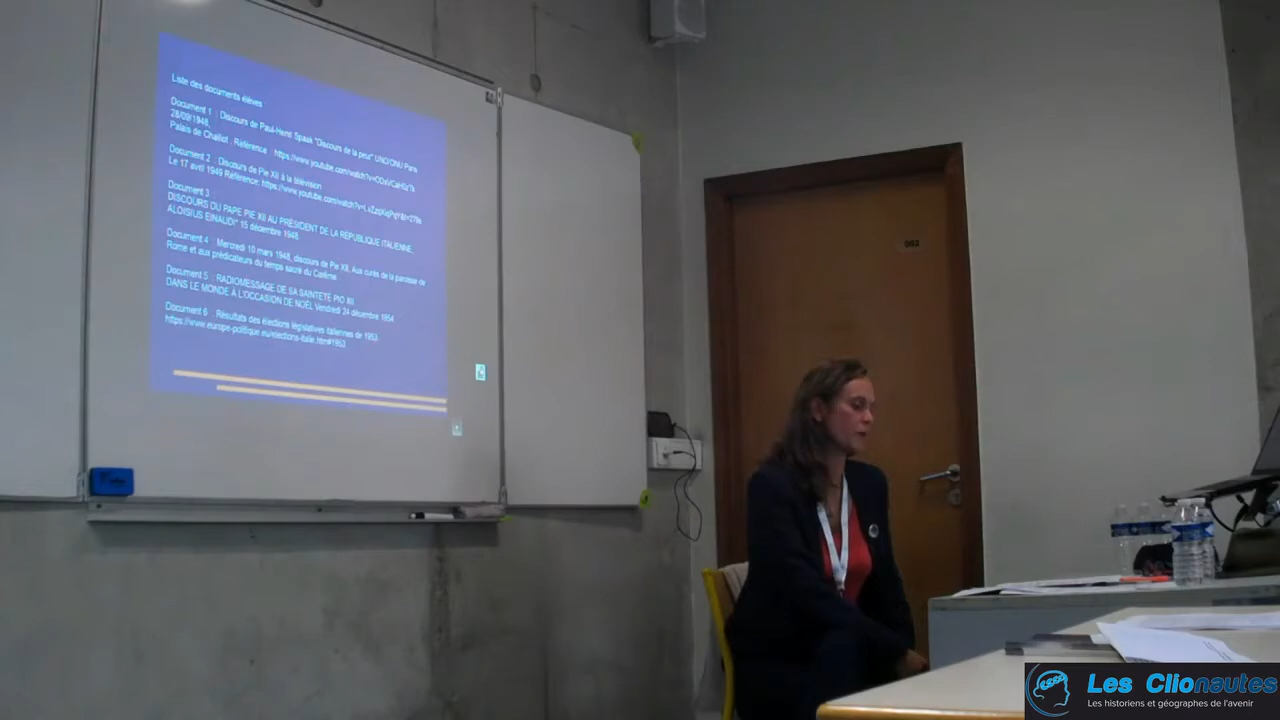 Liste des documents élèves :
Document 1 : Discours de Paul-Henri Spaak "Discours de la peur" UNO/ONU Paris
28/09/1948,
Palais de Chaillot . Référence : https://www.youtube.com/watch?v=
Document 2 : Discours de Pie XII à la télévision
Le 17 avril 1949 Référence: https://www.youtube.com/watch?v=
Document 3 :
DISCOURS DU PAPE PIE XII AU PRÉSIDENT DE LA RÉPUBLIQUE ITALIENNE,
ALOISIUS EINAUDI" 15 décembre 1948
Document 4 : Mercredi 10 mars 1948, discours de Pie XII, Aux curés de la paroisse de
Rome et aux prédicateurs du temps sacré du Carême
Document 5 : RADIOMESSAGE DE SA SAINTETÉ PIO XII
DANS LE MONDE À L'OCCASION DE NOËL Vendredi 24 décembre 1954
Document 6 : Résultats des élections législatives italiennes de 1953
https://www.europe-politique.eu/elections-italie.htm#1953
002
Les Clionautes
Les historiens et géographes de l'avenir